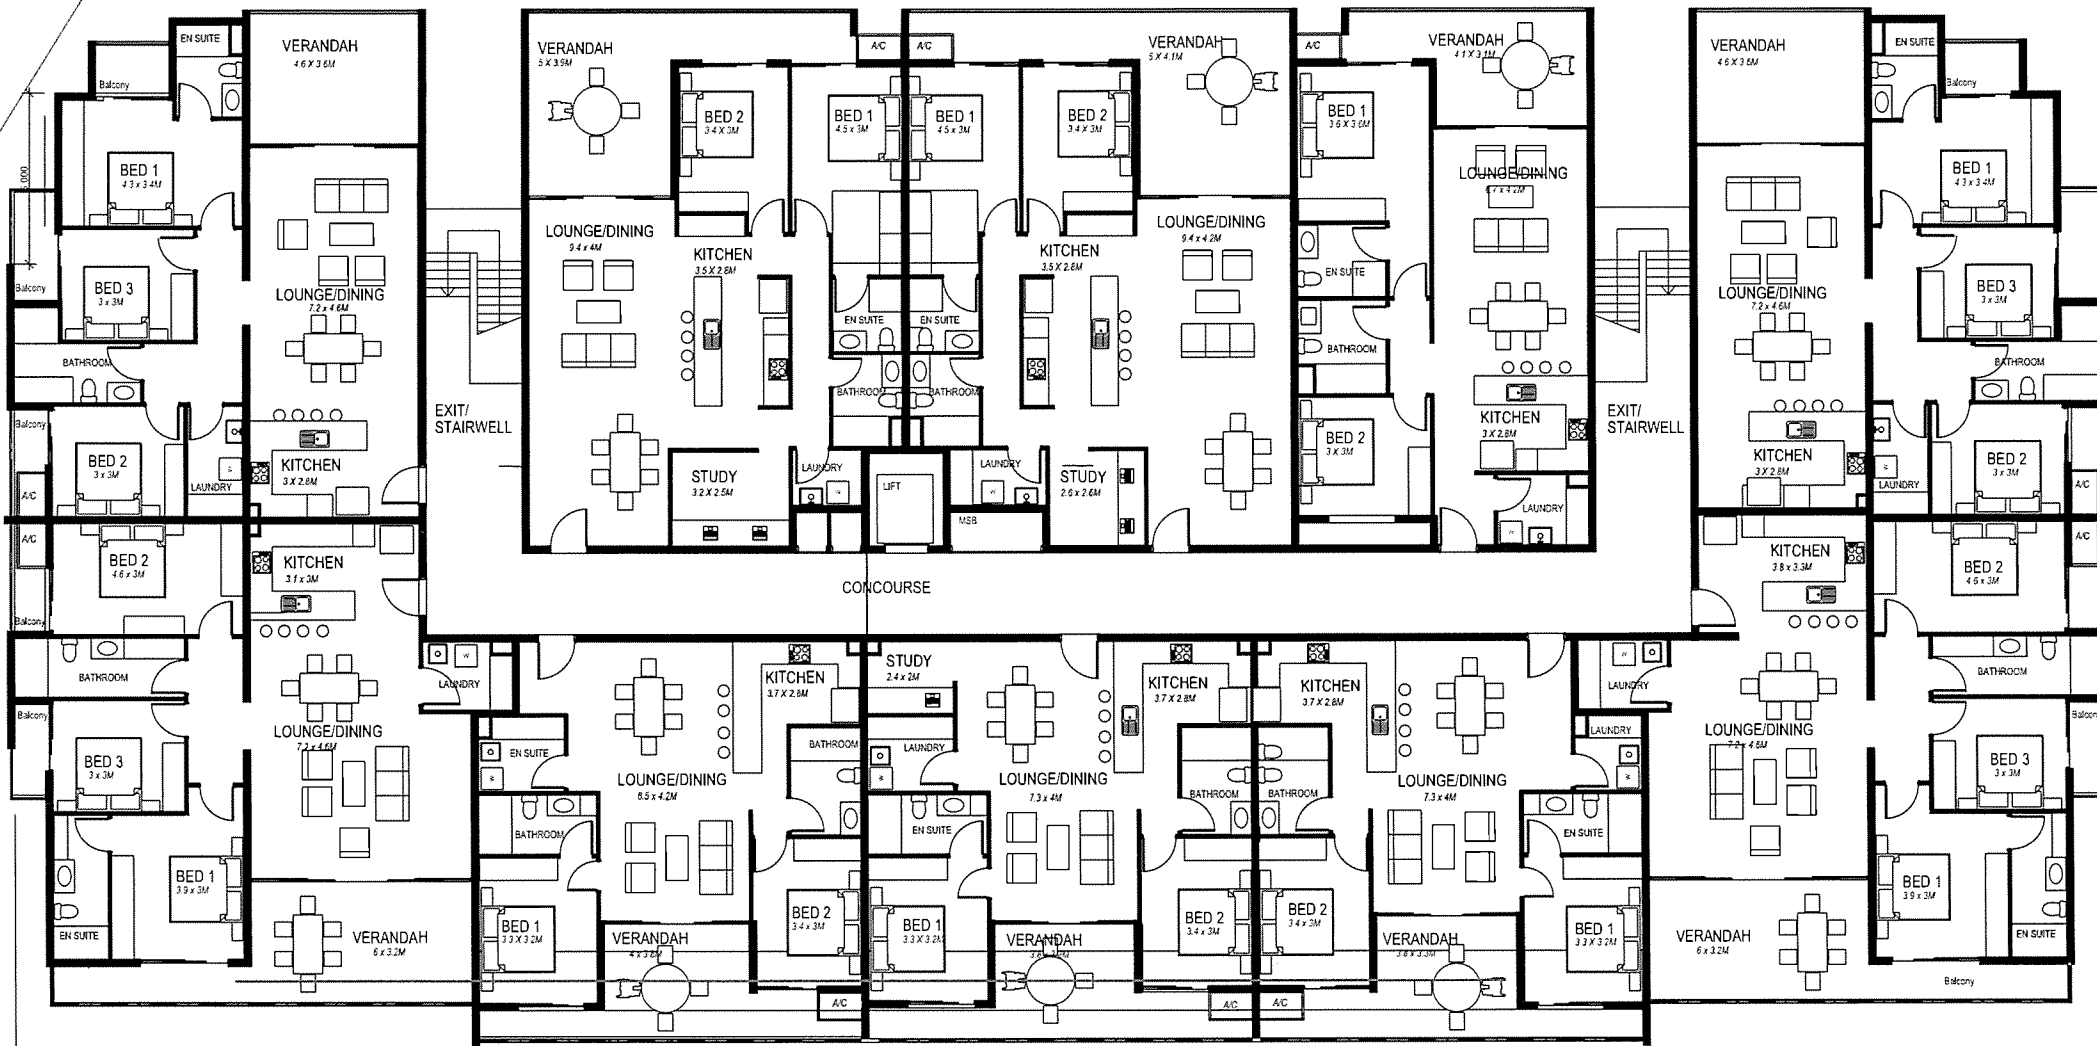 EN SUITE
VERANDAH
4.6 X 3.6M
Balcony
BED 1
4.3 x 3.4M
Balcony
BED 3
3 x 3M
LOUNGE/DINING
7.2 x 4.6M
BATHROOM
Balcony
BED 2
3 x 3M
A/C
LAUNDRY
KITCHEN
3 X 2.8M
EXIT/
STAIRWELL
VERANDAH
5 X 3.9M
BED 2
3.4 X 3M
BED 1
4.5 x 3M
A/C
LOUNGE/DINING
9.4 x 4M
KITCHEN
3.5 X 2.8M
EN SUITE
BATHROOM
STUDY
3.2 X 2.5M
LAUNDRY
LIFT
A/C
BED 1
4.5 x 3M
BED 2
3.4 X 3M
VERANDAH
5 X 4.1M
KITCHEN
3.5 X 2.8M
LOUNGE/DINING
9.4 x 4.2M
EN SUITE
BATHROOM
LAUNDRY
STUDY
2.6 x 2.6M
MSB
A/C
BED 1
3.6 X 3.6M
VERANDAH
4.1 X 3.1M
LOUNGE/DINING
EN SUITE
BATHROOM
BED 2
3 X 3M
KITCHEN
3 X 2.8M
LAUNDRY
EXIT/
STAIRWELL
VERANDAH
4.6 X 3.6M
EN SUITE
Balcony
BED 1
4.3 x 3.4M
LOUNGE/DINING
7.2 x 4.6M
BED 3
3 x 3M
BATHROOM
KITCHEN
3 X 2.8M
LAUNDRY
BED 2
3 x 3M
A/C
CONCOURSE
A/C
BED 2
4.6 x 3M
KITCHEN
3.1 x 3M
Balcony
BATHROOM
LAUNDRY
Balcony
BED 3
3 x 3M
LOUNGE/DINING
7.2 x 4.6M
BED 1
3.9 x 3M
EN SUITE
VERANDAH
6 x 3.2M
KITCHEN
3.7 X 2.8M
EN SUITE
BATHROOM
LOUNGE/DINING
6.5 x 4.2M
BATHROOM
BED 1
3.3 X 3.2M
BED 2
3.4 x 3M
VERANDAH
A/C
STUDY
2.4 x 2M
KITCHEN
3.7 X 2.8M
LAUNDRY
LOUNGE/DINING
7.3 x 4M
BATHROOM
EN SUITE
BED 1
3.3 X 3.2M
BED 2
3.4 x 3M
VERANDAH
A/C
KITCHEN
3.7 X 2.8M
LAUNDRY
LOUNGE/DINING
7.3 x 4M
BATHROOM
EN SUITE
BED 2
3.4 x 3M
BED 1
3.3 X 3.2M
VERANDAH
A/C
KITCHEN
3.8 x 3.3M
BED 2
4.6 x 3M
A/C
LAUNDRY
BATHROOM
LOUNGE/DINING
7.2 x 4.6M
BED 3
3 x 3M
BED 1
3.9 x 3M
EN SUITE
VERANDAH
6 x 3.2M
Balcony